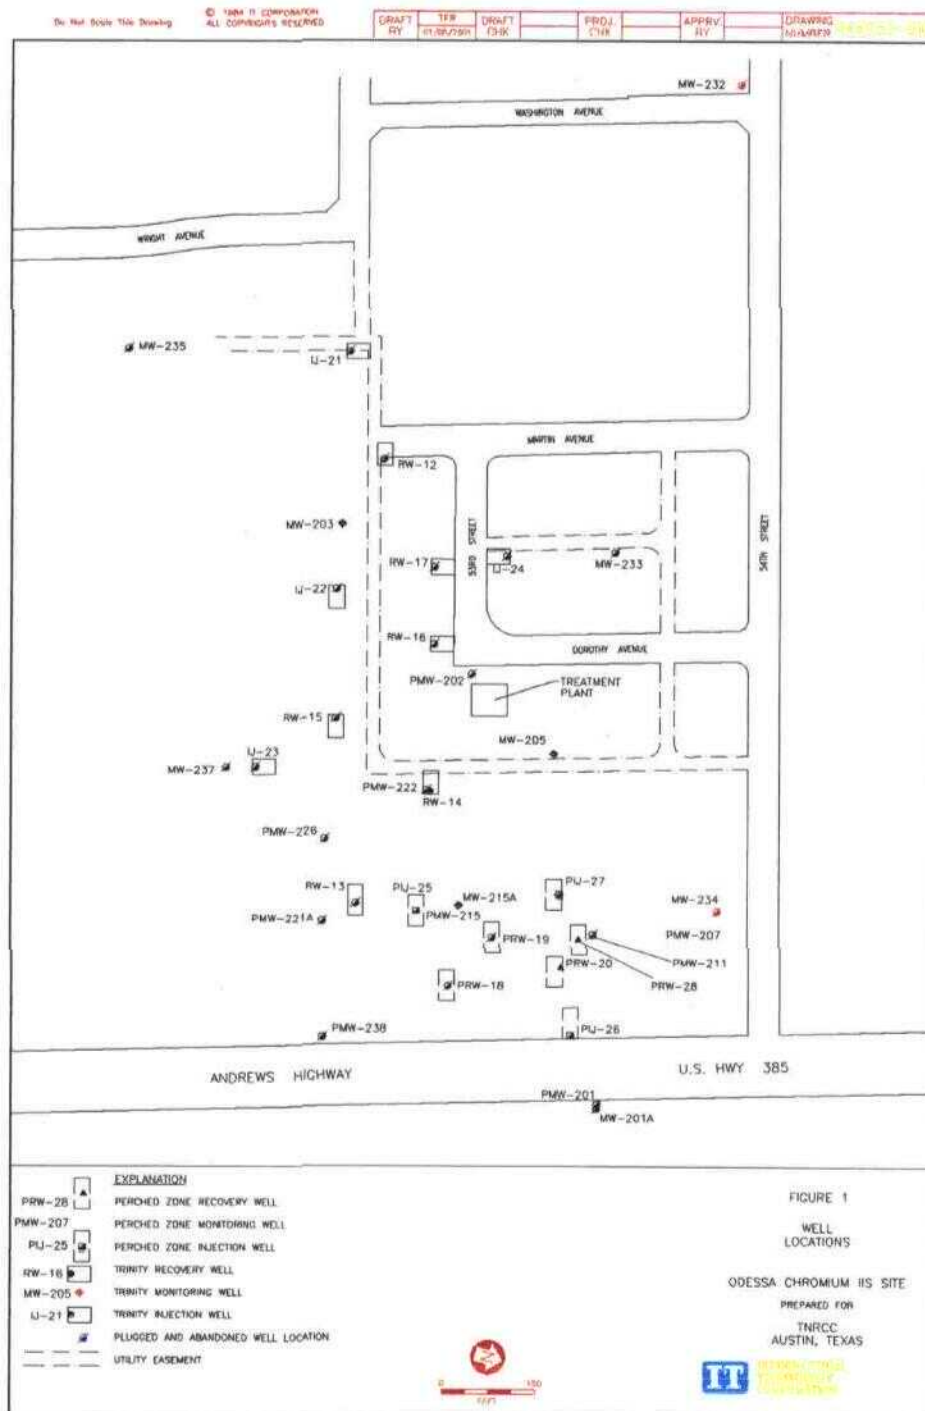 Do Not Scale This Drawing
© 1984 IT CORPORATION
ALL COPYRIGHTS RESERVED
DRAFT BY
DRAFT CHK
PROJ. CHK
APPRV. BY
DRAWING NUMBER
MW-232
WASHINGTON AVENUE
WRIGHT AVENUE
MW-235
IJ-21
MARTIN AVENUE
RW-12
MW-203
53RD STREET
54TH STREET
RW-17
IJ-24
MW-233
IJ-22
RW-16
DOROTHY AVENUE
PMW-202
TREATMENT
PLANT
RW-15
MW-205
IJ-23
MW-237
PMW-222
RW-14
PMW-226
RW-13
PIJ-25
PIJ-27
MW-215A
MW-234
PMW-221A
PMW-215
PMW-207
PRW-19
PMW-211
PRW-20
PRW-28
PRW-18
PMW-238
PIJ-26
ANDREWS HIGHWAY
U.S. HWY 385
PMW-201
MW-201A
EXPLANATION
PRW-28 PERCHED ZONE RECOVERY WELL
PMW-207 PERCHED ZONE MONITORING WELL
PIJ-25 PERCHED ZONE INJECTION WELL
RW-16 TRINITY RECOVERY WELL
MW-205 TRINITY MONITORING WELL
IJ-21 TRINITY INJECTION WELL
PLUGGED AND ABANDONED WELL LOCATION
UTILITY EASEMENT
0 150
FEET
FIGURE 1
WELL
LOCATIONS
ODESSA CHROMIUM IIS SITE
PREPARED FOR
TNRCC
AUSTIN, TEXAS
IT
INTERNATIONAL
TECHNOLOGY
CORPORATION